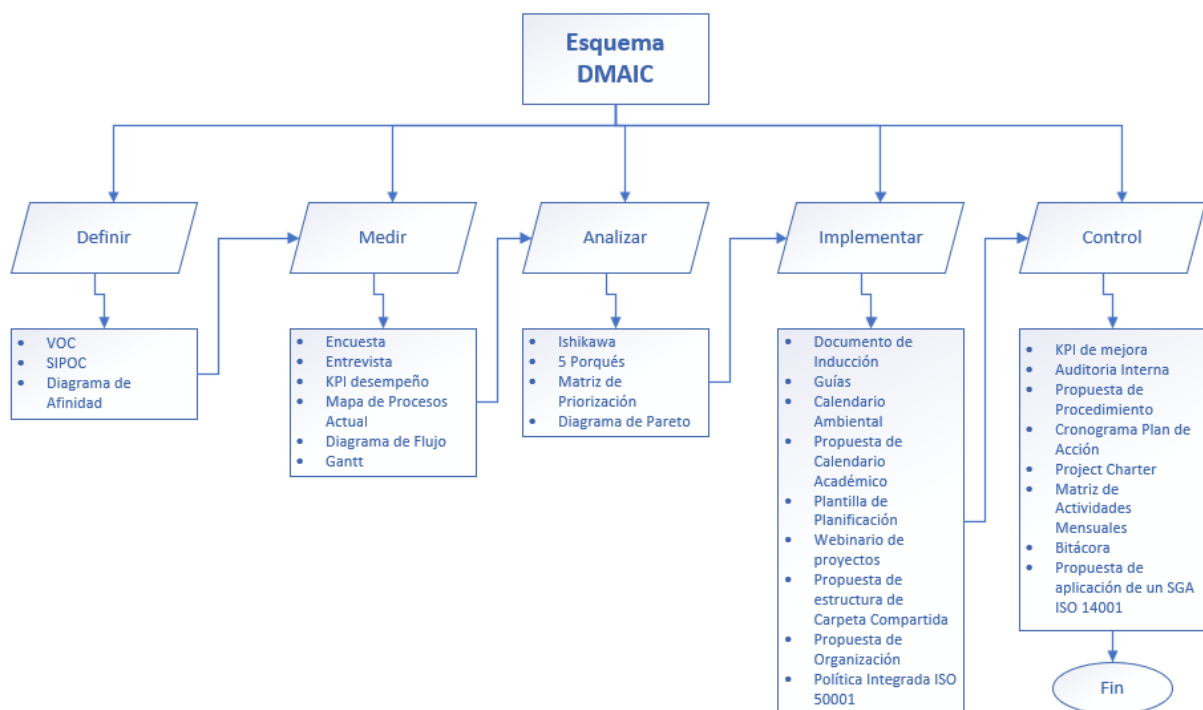 Esquema
DMAIC
Definir
Medir
Analizar
Implementar
Control
• VOC
• SIPOC
• Diagrama de
Afinidad
• Encuesta
• Entrevista
• KPI desempeño
• Mapa de Procesos
Actual
• Diagrama de Flujo
• Gantt
• Ishikawa
• 5 Porqués
• Matriz de
Priorización
• Diagrama de Pareto
• Documento de
Inducción
• Guías
• Calendario
Ambiental
• Propuesta de
Calendario
Académico
• Plantilla de
Planificación
• Webinario de
proyectos
• Propuesta de
estructura de
Carpeta Compartida
• Propuesta de
Organización
• Política Integrada ISO
50001
• KPI de mejora
• Auditoria Interna
• Propuesta de
Procedimiento
• Cronograma Plan de
Acción
• Project Charter
• Matriz de
Actividades
Mensuales
• Bitácora
• Propuesta de
aplicación de un SGA
ISO 14001
Fin